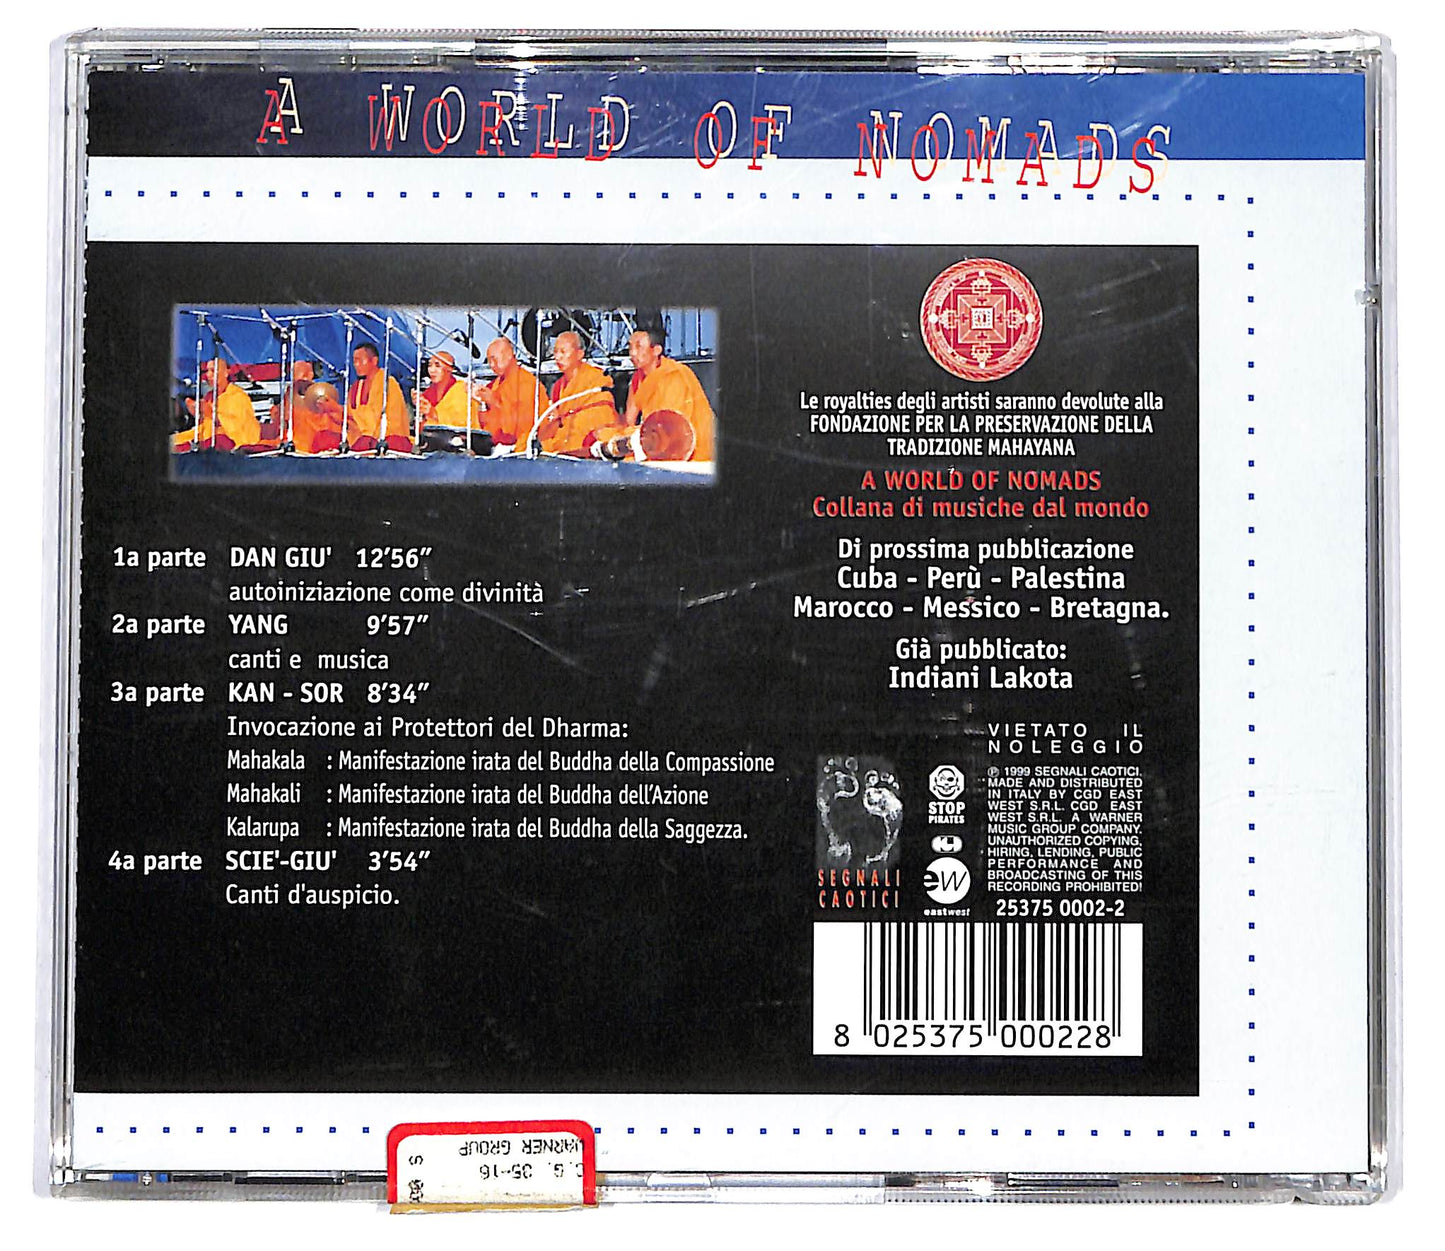 A WORLD OF NOMADS
1a parte DAN GIU' 12'56"
autoiniziazione come divinità
2a parte YANG 9'57"
canti e musica
3a parte KAN - SOR 8'34"
Invocazione ai Protettori del Dharma:
Mahakala : Manifestazione irata del Buddha della Compassione
Mahakali : Manifestazione irata del Buddha dell'Azione
Kalarupa : Manifestazione irata del Buddha della Saggezza.
4a parte SCIE'-GIU' 3'54"
Canti d'auspicio.
Le royalties degli artisti saranno devolute alla
FONDAZIONE PER LA PRESERVAZIONE DELLA
TRADIZIONE MAHAYANA
A WORLD OF NOMADS
Collana di musiche dal mondo
Di prossima pubblicazione
Cuba - Perù - Palestina
Marocco - Messico - Bretagna.
Già pubblicato:
Indiani Lakota
VIETATO IL
NOLEGGIO
℗ 1999 SEGNALI CAOTICI.
MADE AND DISTRIBUTED
IN ITALY BY CGD EAST
WEST S.R.L. CGD EAST
WEST S.R.L. A WARNER
MUSIC GROUP COMPANY.
UNAUTHORIZED COPYING,
HIRING, LENDING, PUBLIC
PERFORMANCE AND
BROADCASTING OF THIS
RECORDING PROHIBITED!
25375 0002-2
STOP
PIRATES
ew
eastwest
SEGNALI
CAOTICI
8 025375 000228
WARNER GROUP
C.G. 05-16
S